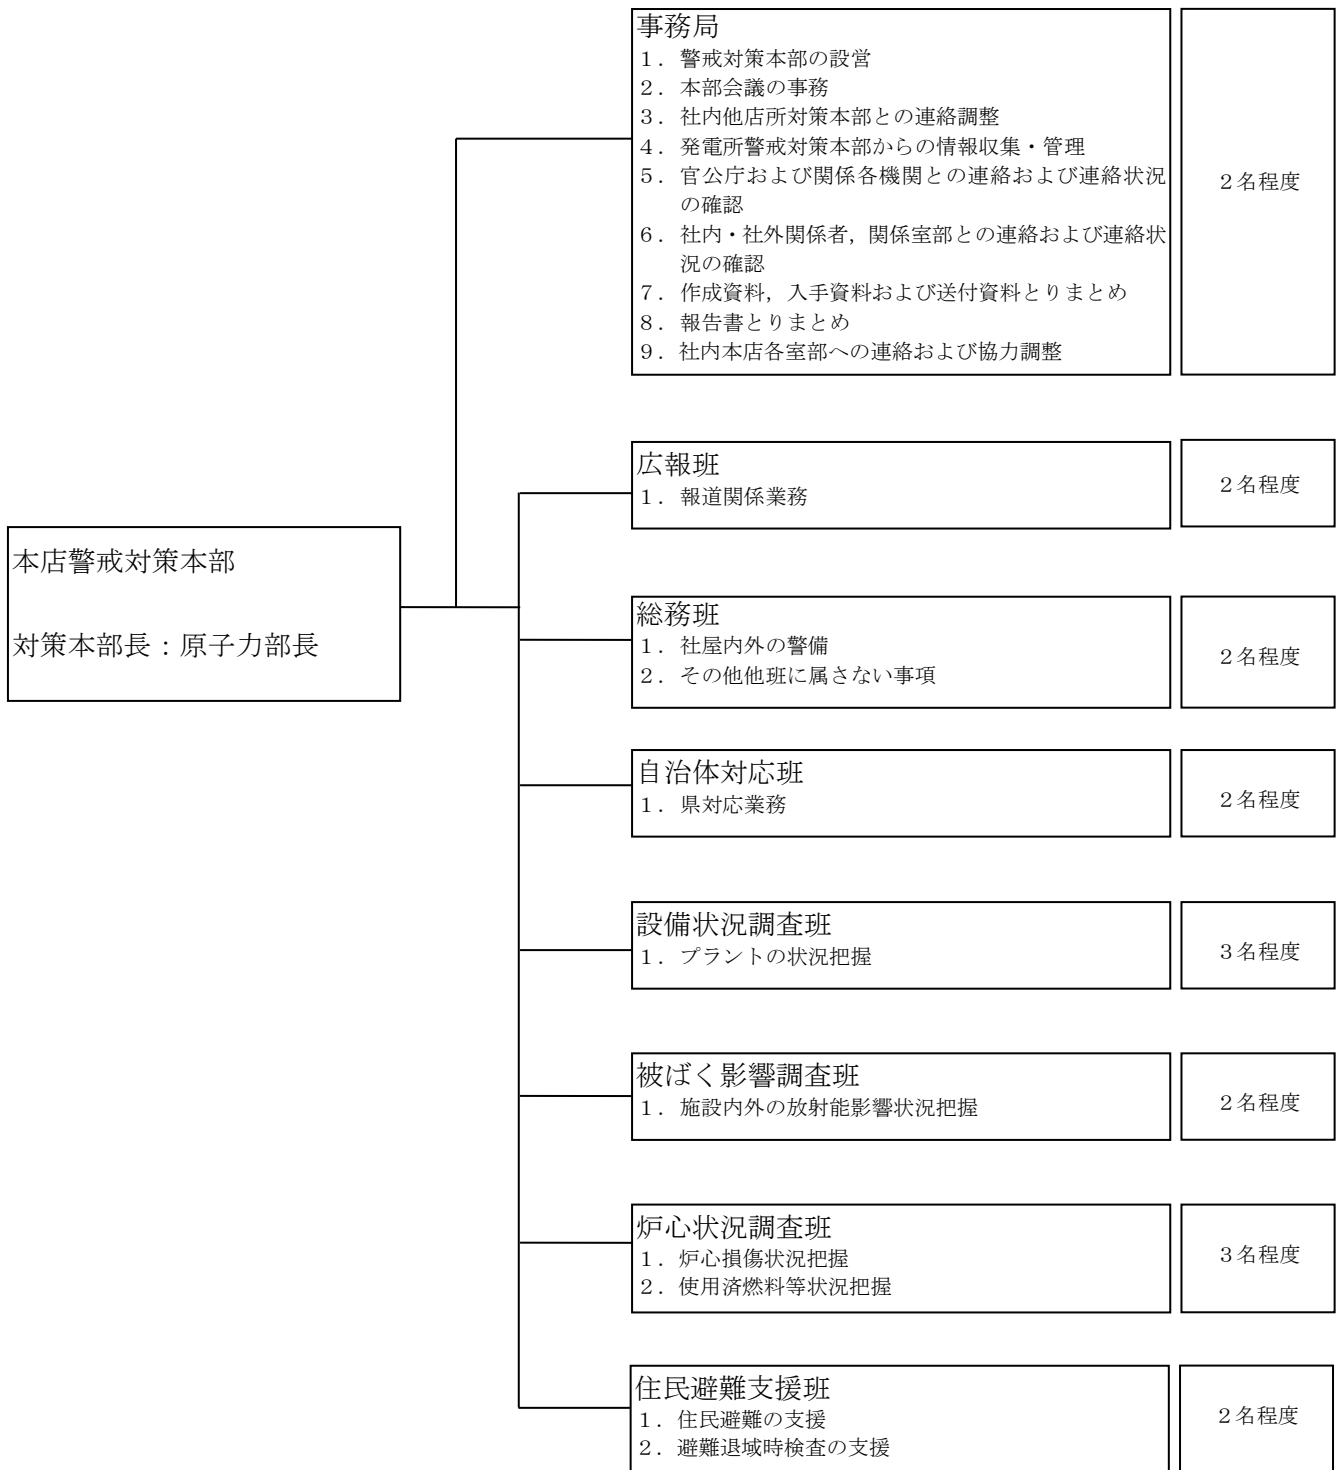 事務局
１．警戒対策本部の設営
２．本部会議の事務
３．社内他店所対策本部との連絡調整
４．発電所警戒対策本部からの情報収集・管理
５．官公庁および関係各機関との連絡および連絡状況
の確認
６．社内・社外関係者，関係室部との連絡および連絡状
況の確認
７．作成資料，入手資料および送付資料とりまとめ
８．報告書とりまとめ
９．社内本店各室部への連絡および協力調整
２名程度
広報班
１．報道関係業務
２名程度
本店警戒対策本部
対策本部長：原子力部長
総務班
１．社屋内外の警備
２．その他他班に属さない事項
２名程度
自治体対応班
１．県対応業務
２名程度
設備状況調査班
１．プラントの状況把握
３名程度
被ばく影響調査班
１．施設内外の放射能影響状況把握
２名程度
炉心状況調査班
１．炉心損傷状況把握
２．使用済燃料等状況把握
３名程度
住民避難支援班
１．住民避難の支援
２．避難退域時検査の支援
２名程度